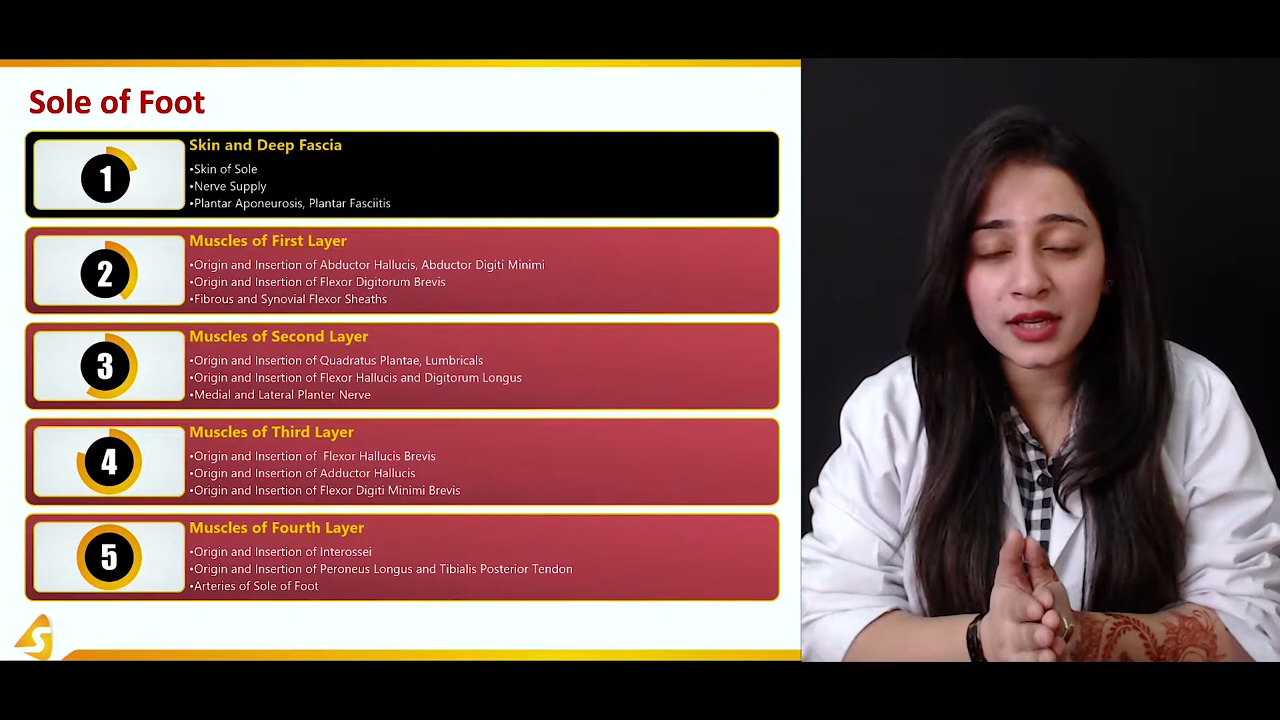 Sole of Foot
1
Skin and Deep Fascia
•Skin of Sole
•Nerve Supply
•Plantar Aponeurosis, Plantar Fasciitis
2
Muscles of First Layer
•Origin and Insertion of Abductor Hallucis, Abductor Digiti Minimi
•Origin and Insertion of Flexor Digitorum Brevis
•Fibrous and Synovial Flexor Sheaths
3
Muscles of Second Layer
•Origin and Insertion of Quadratus Plantae, Lumbricals
•Origin and Insertion of Flexor Hallucis and Digitorum Longus
•Medial and Lateral Planter Nerve
4
Muscles of Third Layer
•Origin and Insertion of  Flexor Hallucis Brevis
•Origin and Insertion of Adductor Hallucis
•Origin and Insertion of Flexor Digiti Minimi Brevis
5
Muscles of Fourth Layer
•Origin and Insertion of Interossei
•Origin and Insertion of Peroneus Longus and Tibialis Posterior Tendon
•Arteries of Sole of Foot
S